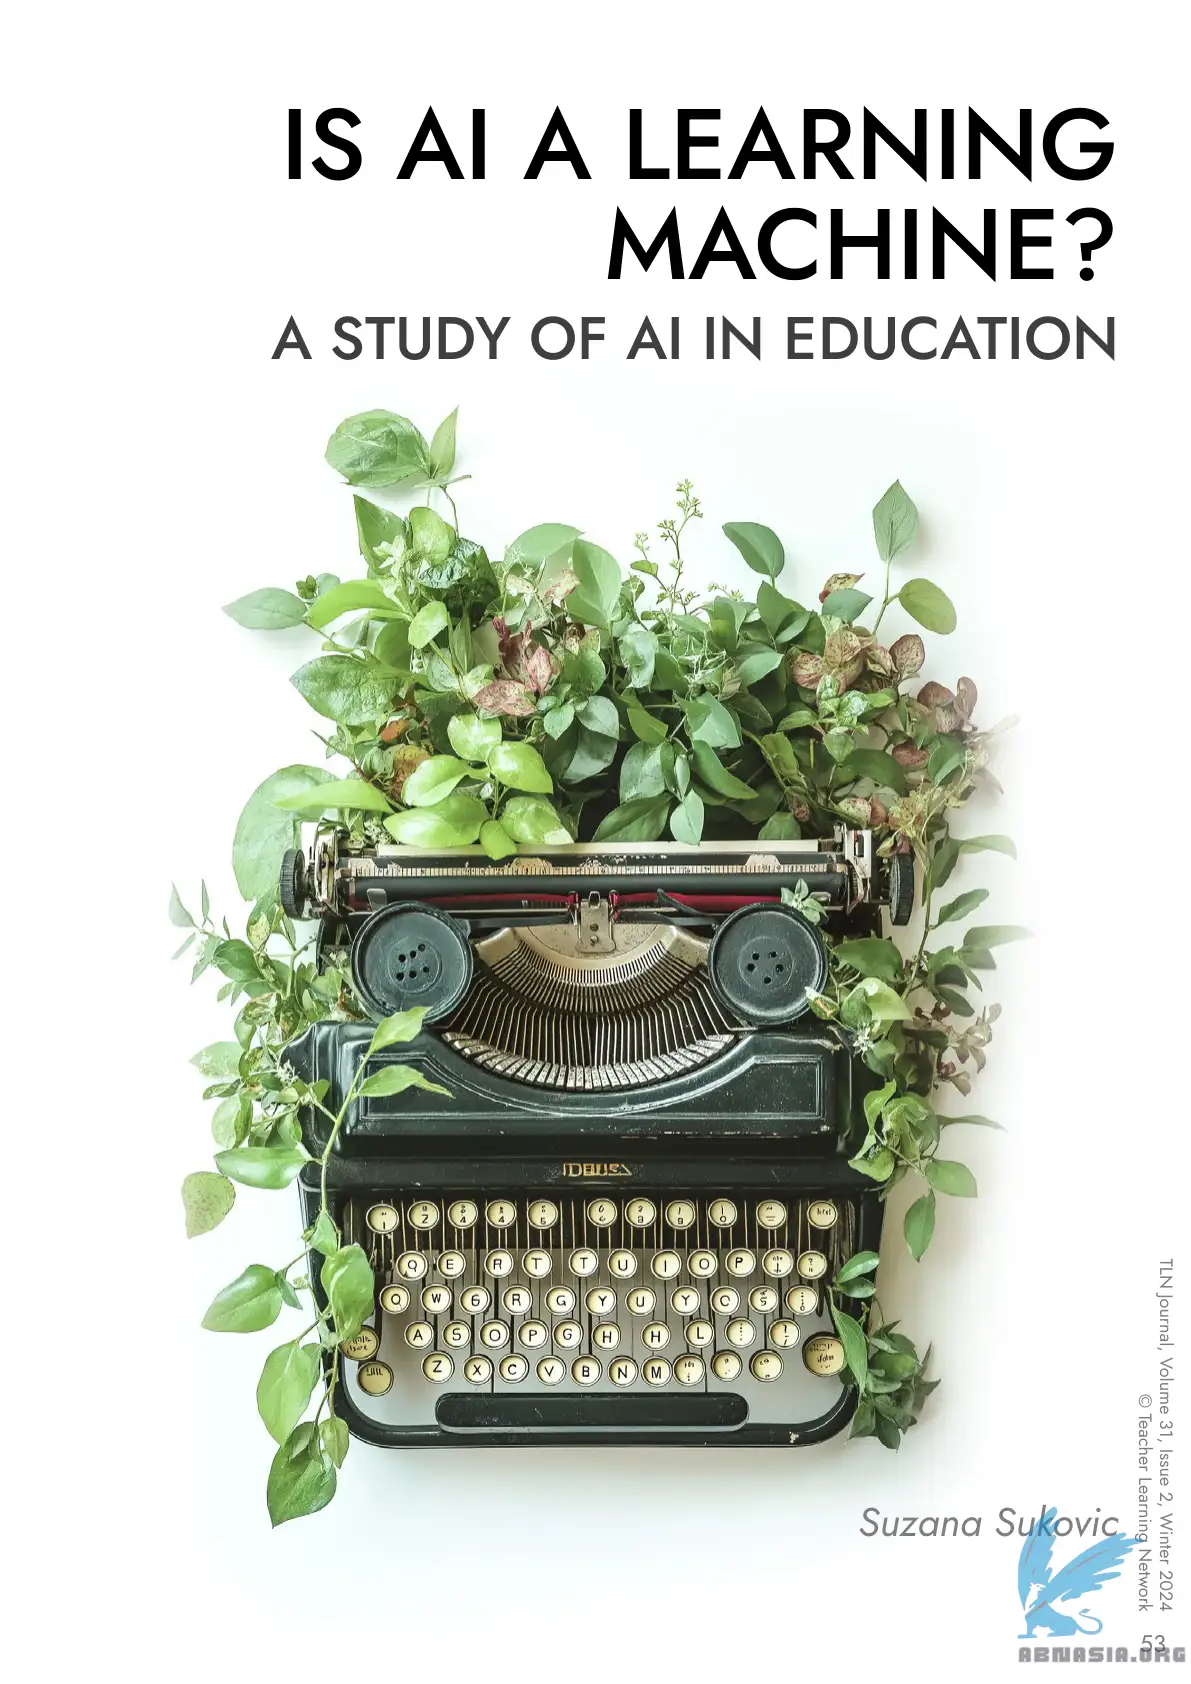 IS AI A LEARNING
MACHINE?
A STUDY OF AI IN EDUCATION
Q E R T T U I O P
Q W 6 R G Y U Y C
A S O P G H H L
Z X C V B N M
Suzana Sukovic
TLN Journal, Volume 31, Issue 2, Winter 2024
© Teacher Learning Network
53
ABNASIA.ORG